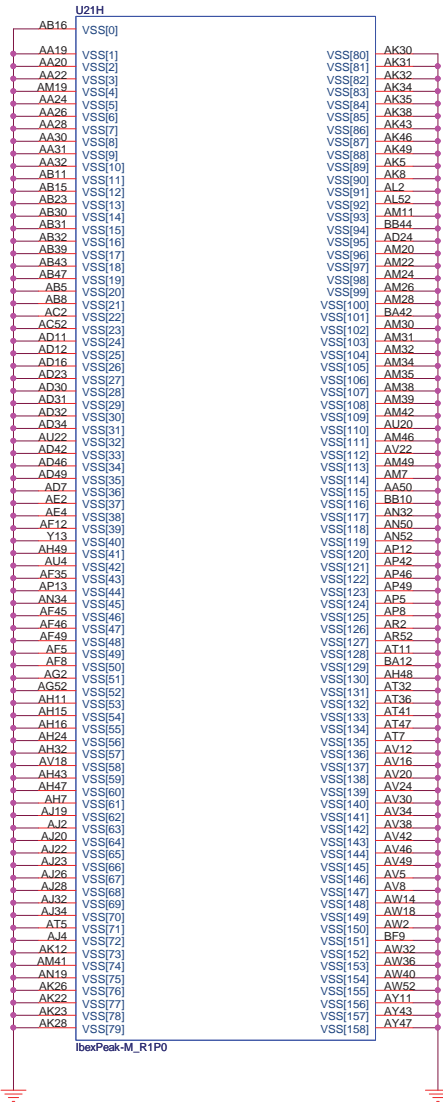 U21H
AB16 VSS[0]
AA19 VSS[1] VSS[80] AK30
AA20 VSS[2] VSS[81] AK31
AA22 VSS[3] VSS[82] AK32
AM19 VSS[4] VSS[83] AK34
AA24 VSS[5] VSS[84] AK35
AA26 VSS[6] VSS[85] AK38
AA28 VSS[7] VSS[86] AK43
AA30 VSS[8] VSS[87] AK46
AA31 VSS[9] VSS[88] AK49
AA32 VSS[10] VSS[89] AK5
AB11 VSS[11] VSS[90] AK8
AB15 VSS[12] VSS[91] AL2
AB23 VSS[13] VSS[92] AL52
AB30 VSS[14] VSS[93] AM11
AB31 VSS[15] VSS[94] BB44
AB32 VSS[16] VSS[95] AD24
AB39 VSS[17] VSS[96] AM20
AB43 VSS[18] VSS[97] AM22
AB47 VSS[19] VSS[98] AM24
AB5 VSS[20] VSS[99] AM26
AB8 VSS[21] VSS[100] AM28
AC2 VSS[22] VSS[101] BA42
AC52 VSS[23] VSS[102] AM30
AD11 VSS[24] VSS[103] AM31
AD12 VSS[25] VSS[104] AM32
AD16 VSS[26] VSS[105] AM34
AD23 VSS[27] VSS[106] AM35
AD30 VSS[28] VSS[107] AM38
AD31 VSS[29] VSS[108] AM39
AD32 VSS[30] VSS[109] AM42
AD34 VSS[31] VSS[110] AU20
AU22 VSS[32] VSS[111] AM46
AD42 VSS[33] VSS[112] AV22
AD46 VSS[34] VSS[113] AM49
AD49 VSS[35] VSS[114] AM7
AD7 VSS[36] VSS[115] AA50
AE2 VSS[37] VSS[116] BB10
AE4 VSS[38] VSS[117] AN32
AF12 VSS[39] VSS[118] AN50
Y13 VSS[40] VSS[119] AN52
AH49 VSS[41] VSS[120] AP12
AU4 VSS[42] VSS[121] AP42
AF35 VSS[43] VSS[122] AP46
AP13 VSS[44] VSS[123] AP49
AN34 VSS[45] VSS[124] AP5
AF45 VSS[46] VSS[125] AP8
AF46 VSS[47] VSS[126] AR2
AF49 VSS[48] VSS[127] AR52
AF5 VSS[49] VSS[128] AT11
AF8 VSS[50] VSS[129] BA12
AG2 VSS[51] VSS[130] AH48
AG52 VSS[52] VSS[131] AT32
AH11 VSS[53] VSS[132] AT36
AH15 VSS[54] VSS[133] AT41
AH16 VSS[55] VSS[134] AT47
AH24 VSS[56] VSS[135] AT7
AH32 VSS[57] VSS[136] AV12
AV18 VSS[58] VSS[137] AV16
AH43 VSS[59] VSS[138] AV20
AH47 VSS[60] VSS[139] AV24
AH7 VSS[61] VSS[140] AV30
AJ19 VSS[62] VSS[141] AV34
AJ2 VSS[63] VSS[142] AV38
AJ20 VSS[64] VSS[143] AV42
AJ22 VSS[65] VSS[144] AV46
AJ23 VSS[66] VSS[145] AV49
AJ26 VSS[67] VSS[146] AV5
AJ28 VSS[68] VSS[147] AV8
AJ32 VSS[69] VSS[148] AW14
AJ34 VSS[70] VSS[149] AW18
AT5 VSS[71] VSS[150] AW2
AJ4 VSS[72] VSS[151] BF9
AK12 VSS[73] VSS[152] AW32
AM41 VSS[74] VSS[153] AW36
AN19 VSS[75] VSS[154] AW40
AK26 VSS[76] VSS[155] AW52
AK22 VSS[77] VSS[156] AY11
AK23 VSS[78] VSS[157] AY43
AK28 VSS[79] VSS[158] AY47
IbexPeak-M_R1P0